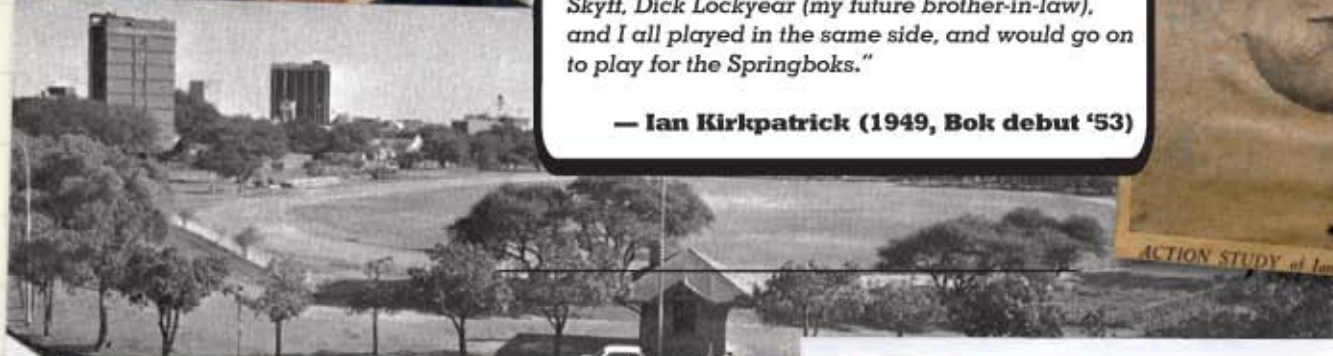 Skyff, Dick Lockyear (my future brother-in-law),
and I all played in the same side, and would go on
to play for the Springboks.”
— Ian Kirkpatrick (1949, Bok debut ‘53)
ACTION STUDY of